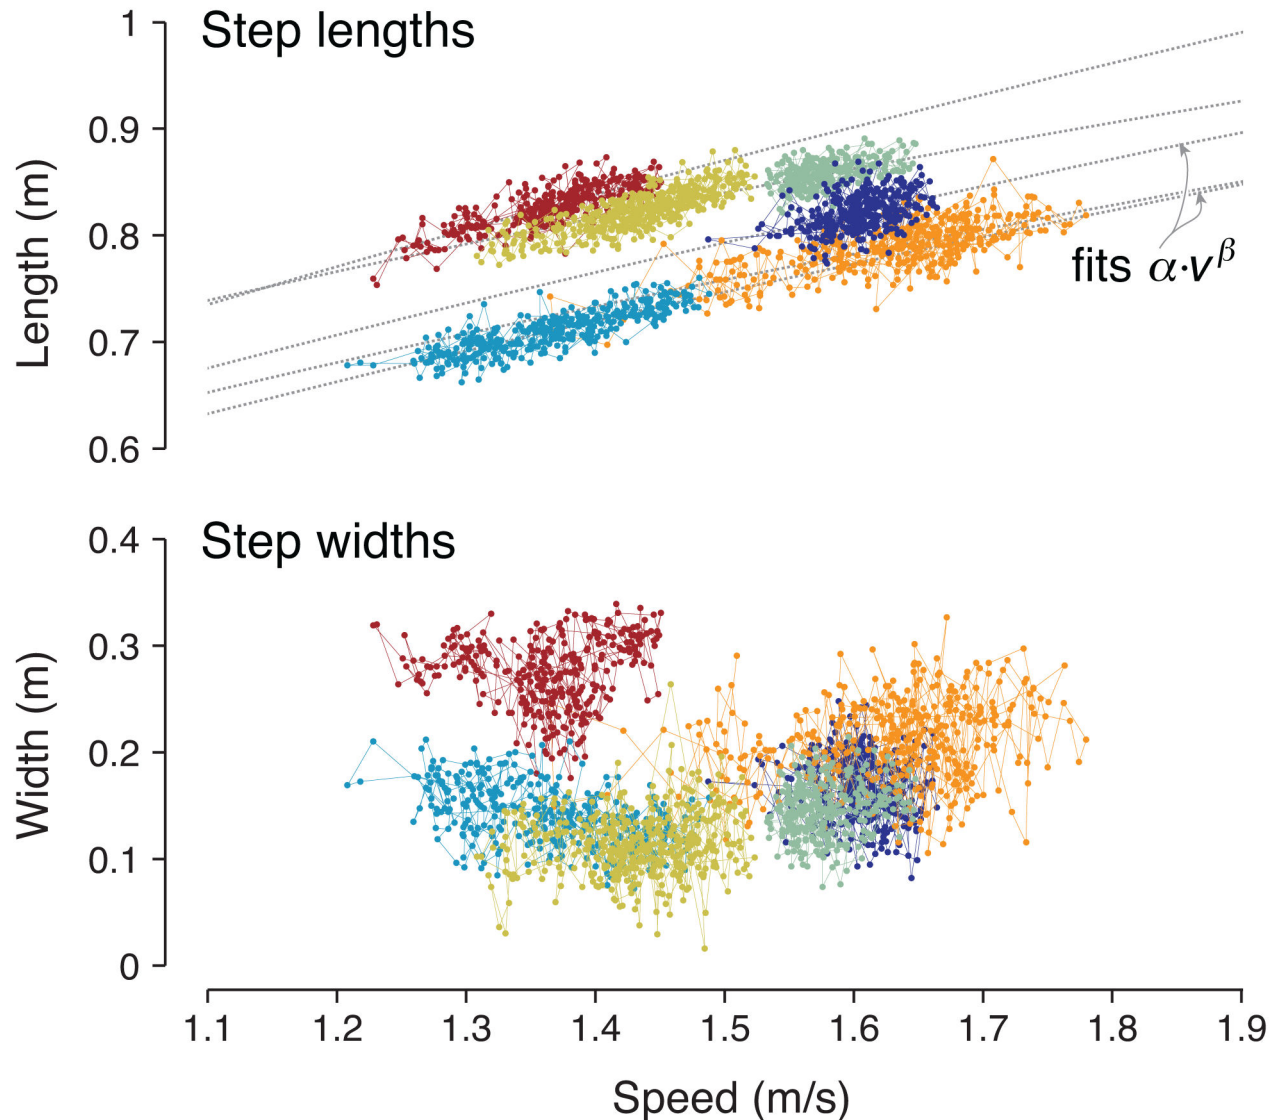 Step lengths
Length (m)
1
0.9
0.8
0.7
0.6
fits α·v^β
Step widths
Width (m)
0.4
0.3
0.2
0.1
0
1.1 1.2 1.3 1.4 1.5 1.6 1.7 1.8 1.9
Speed (m/s)